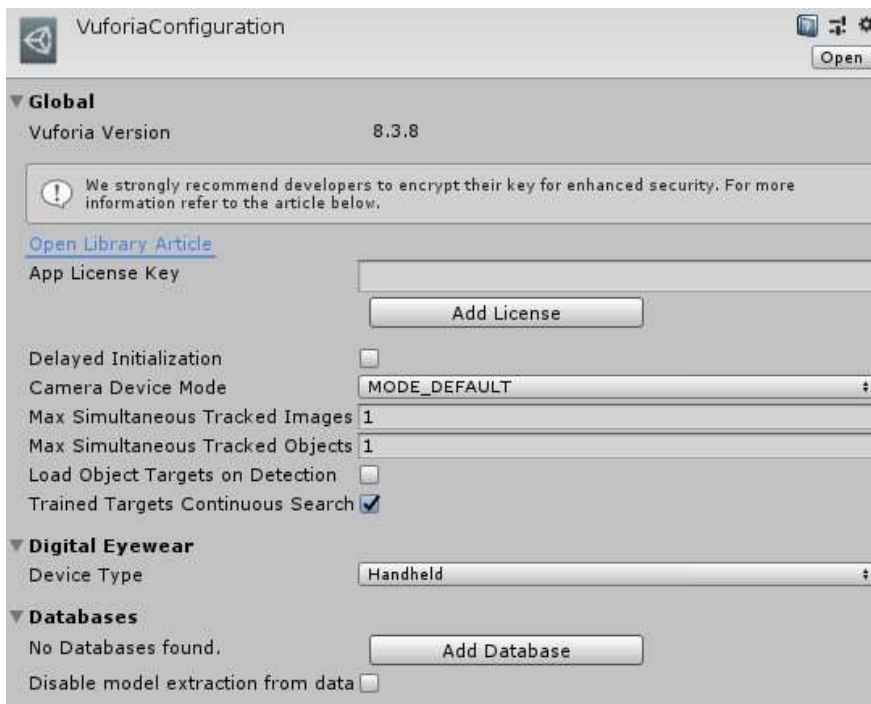 VuforiaConfiguration
Open
Global
Vuforia Version 8.3.8
We strongly recommend developers to encrypt their key for enhanced security. For more
information refer to the article below.
Open Library Article
App License Key
Add License
Delayed Initialization
Camera Device Mode MODE_DEFAULT
Max Simultaneous Tracked Images 1
Max Simultaneous Tracked Objects 1
Load Object Targets on Detection
Trained Targets Continuous Search
Digital Eyewear
Device Type Handheld
Databases
No Databases found. Add Database
Disable model extraction from data